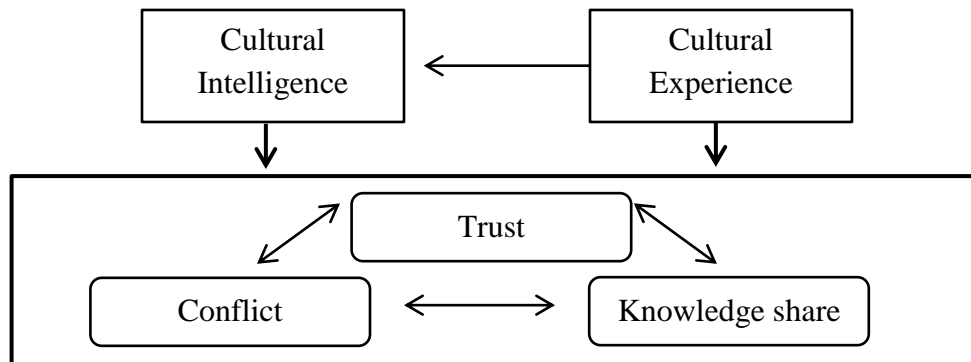 Cultural
Intelligence
Cultural
Experience
Trust
Conflict
Knowledge share